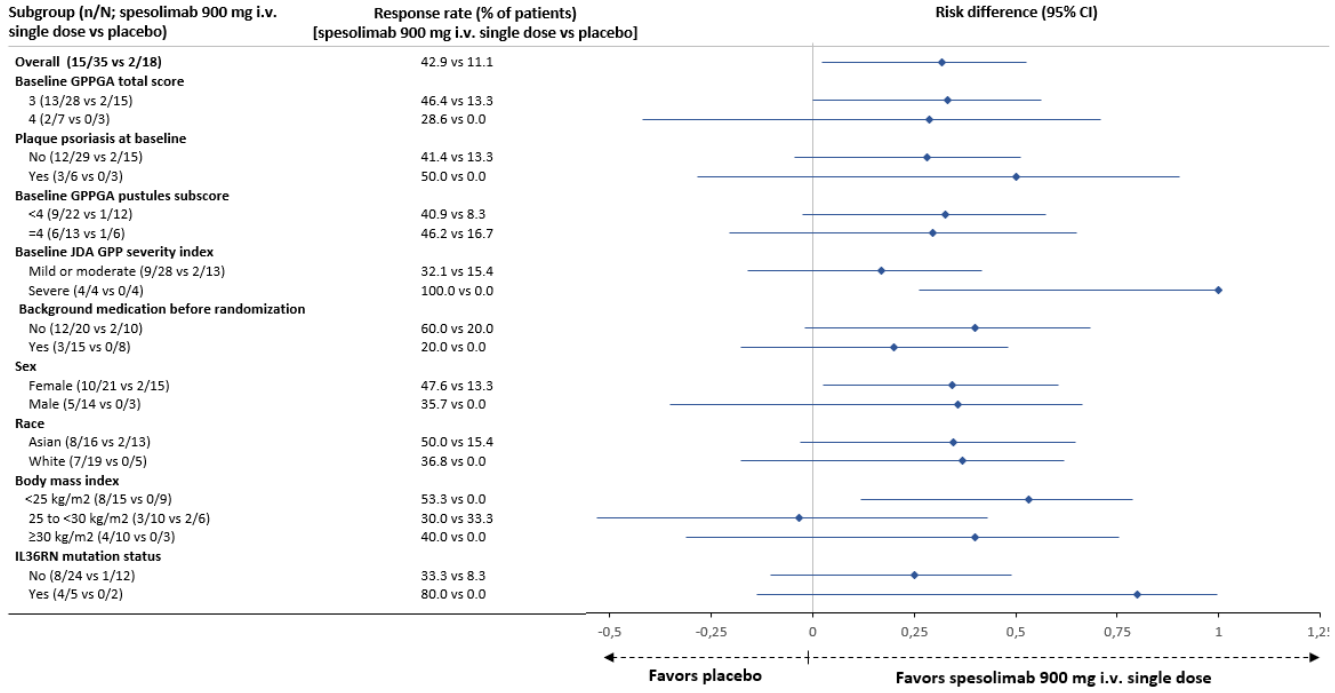 Subgroup (n/N; spesolimab 900 mg i.v. single dose vs placebo) Response rate (% of patients) [spesolimab 900 mg i.v. single dose vs placebo] Risk difference (95% CI)
Overall (15/35 vs 2/18) 42.9 vs 11.1
Baseline GPPGA total score
3 (13/28 vs 2/15) 46.4 vs 13.3
4 (2/7 vs 0/3) 28.6 vs 0.0
Plaque psoriasis at baseline
No (12/29 vs 2/15) 41.4 vs 13.3
Yes (3/6 vs 0/3) 50.0 vs 0.0
Baseline GPPGA pustules subscore
<4 (9/22 vs 1/12) 40.9 vs 8.3
=4 (6/13 vs 1/6) 46.2 vs 16.7
Baseline JDA GPP severity index
Mild or moderate (9/28 vs 2/13) 32.1 vs 15.4
Severe (4/4 vs 0/4) 100.0 vs 0.0
Background medication before randomization
No (12/20 vs 2/10) 60.0 vs 20.0
Yes (3/15 vs 0/8) 20.0 vs 0.0
Sex
Female (10/21 vs 2/15) 47.6 vs 13.3
Male (5/14 vs 0/3) 35.7 vs 0.0
Race
Asian (8/16 vs 2/13) 50.0 vs 15.4
White (7/19 vs 0/5) 36.8 vs 0.0
Body mass index
<25 kg/m2 (8/15 vs 0/9) 53.3 vs 0.0
25 to <30 kg/m2 (3/10 vs 2/6) 30.0 vs 33.3
≥30 kg/m2 (4/10 vs 0/3) 40.0 vs 0.0
IL36RN mutation status
No (8/24 vs 1/12) 33.3 vs 8.3
Yes (4/5 vs 0/2) 80.0 vs 0.0
-0,5 -0,25 0 0,25 0,5 0,75 1 1,25
Favors placebo Favors spesolimab 900 mg i.v. single dose